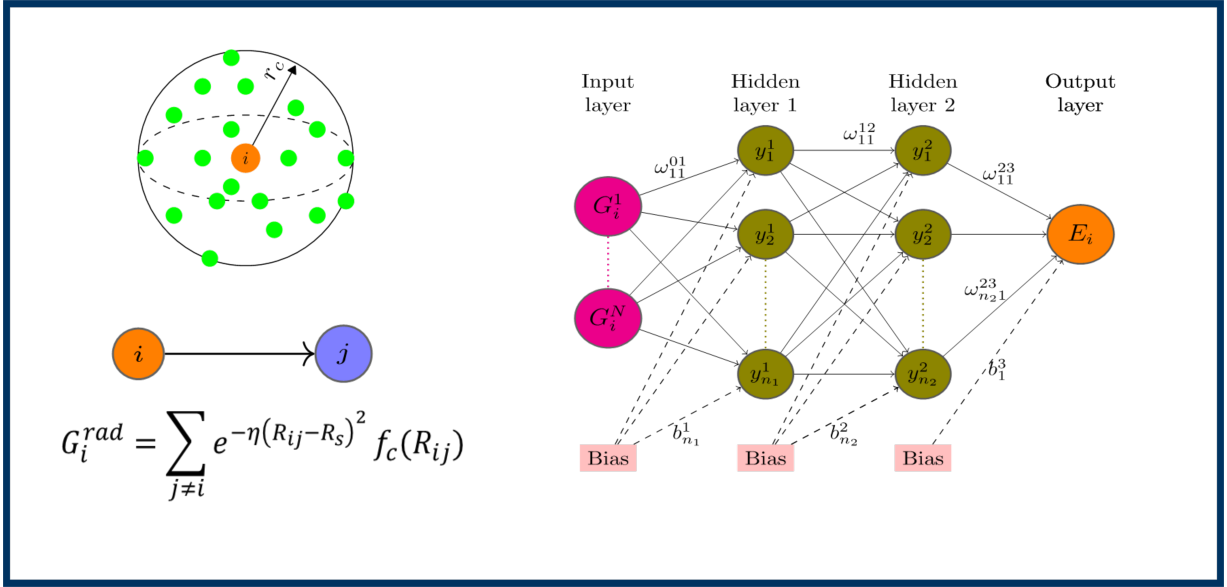 r_c
i
i
j
G_i^{rad} = \sum_{j≠i} e^{-η(R_{ij}-R_s)^2} f_c(R_{ij})
Input layer
Hidden layer 1
Hidden layer 2
Output layer
ω_{11}^{01}
ω_{11}^{12}
ω_{11}^{23}
ω_{n_2 1}^{23}
G_i^1
G_i^N
y_1^1
y_2^1
y_{n_1}^1
y_1^2
y_2^2
y_{n_2}^2
E_i
b_{n_1}^1
b_{n_2}^2
b_1^3
Bias
Bias
Bias